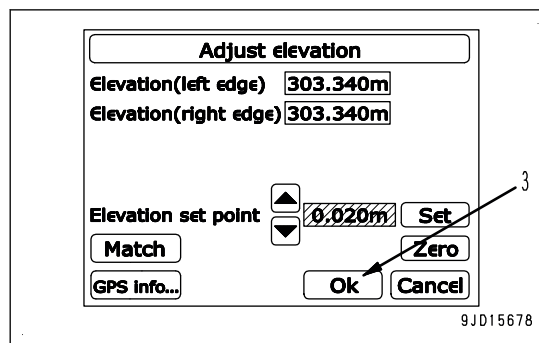 Adjust elevation
Elevation(left edge) 303.340m
Elevation(right edge) 303.340m
3
Elevation set point 0.020m Set
Match Zero
GPS info... Ok Cancel
9JD15678